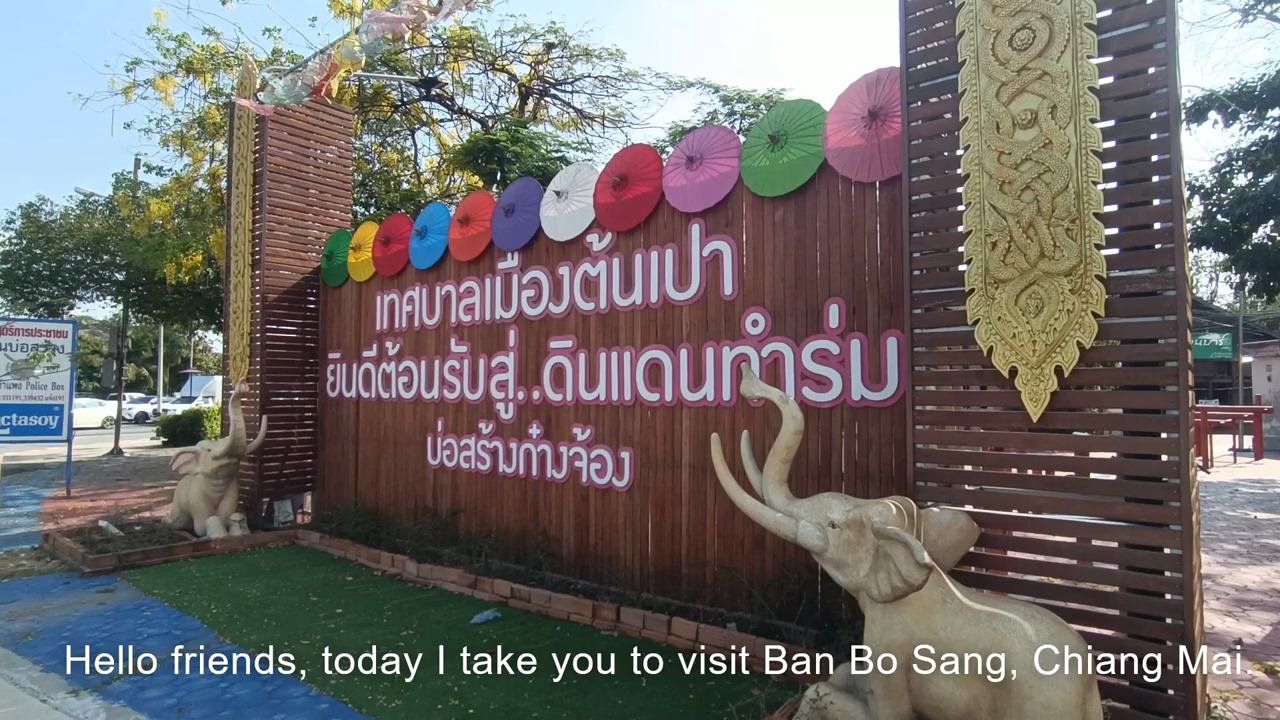 เทศบาลเมืองต้นเปา
ยินดีต้อนรับสู่..ดินแดนทำร่ม
บ่อสร้างก๋างจ้อง
Police Box
Hello friends, today I take you to visit Ban Bo Sang, Chiang Mai.